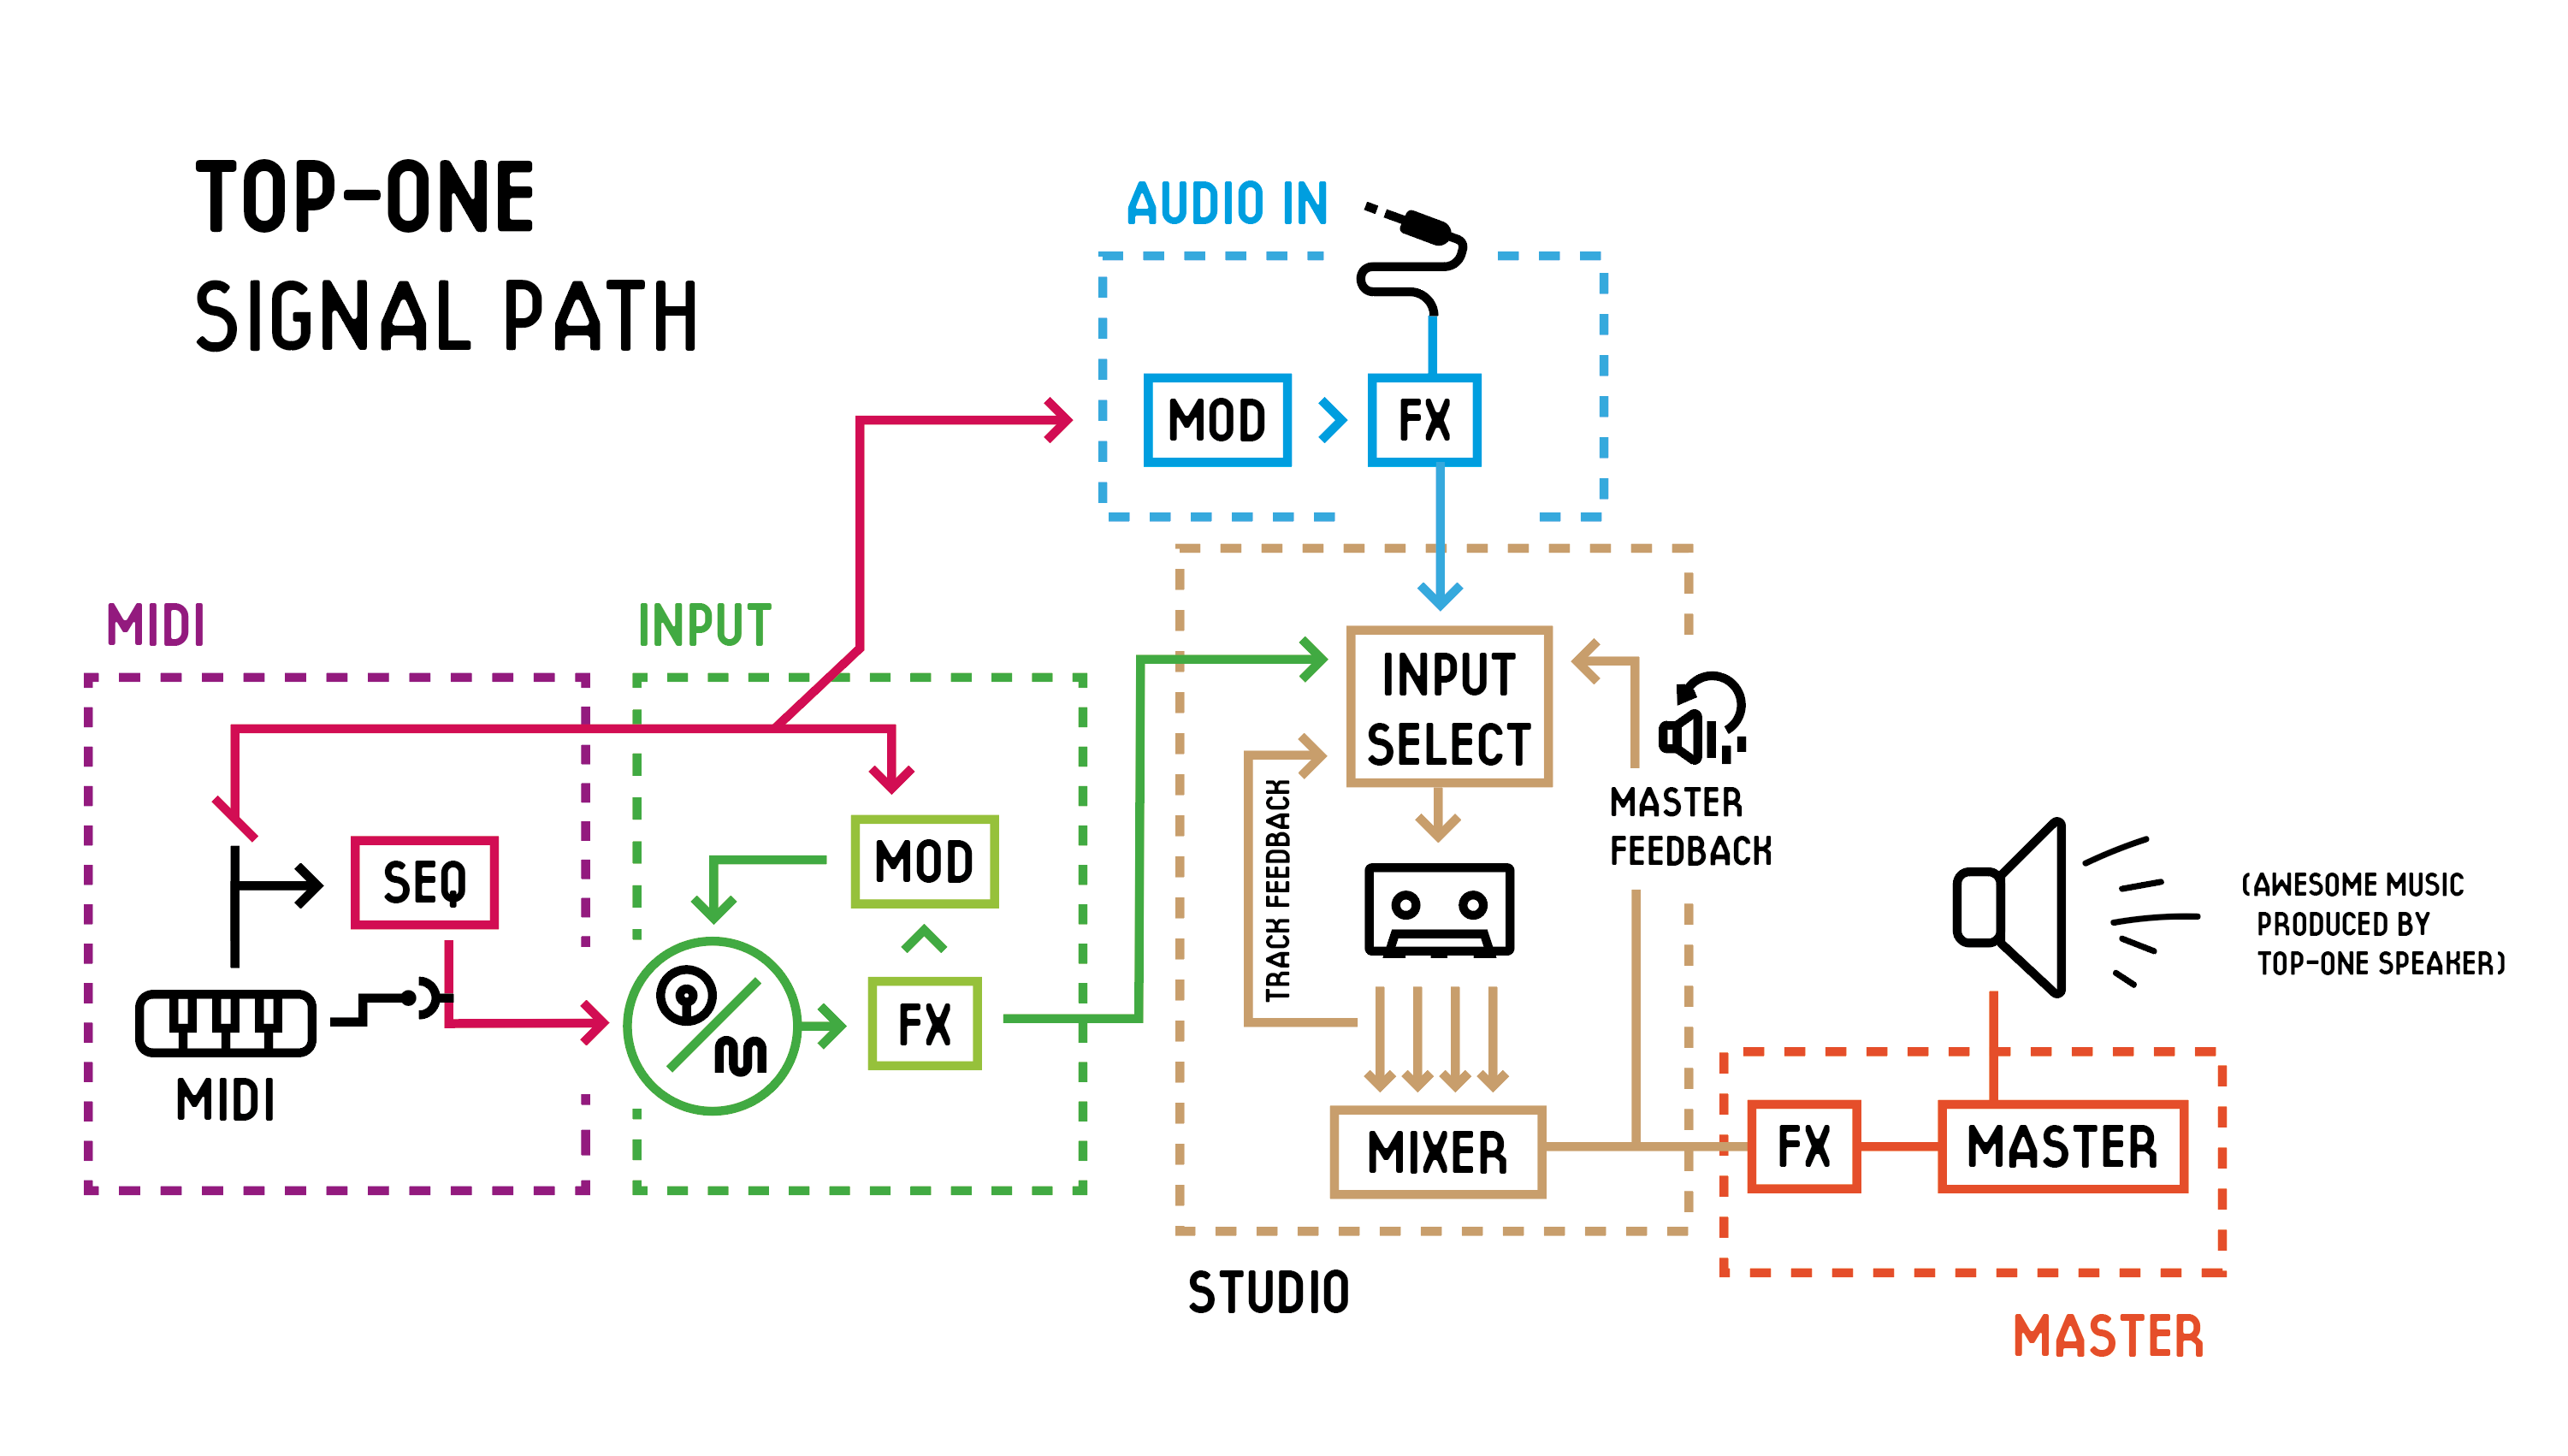 TOP-ONE
SIGNAL PATH
AUDIO IN
MOD
FX
MIDI
SEQ
MIDI
INPUT
MOD
FX
INPUT
SELECT
TRACK FEEDBACK
MASTER
FEEDBACK
MIXER
STUDIO
FX
MASTER
MASTER
(AWESOME MUSIC
PRODUCED BY
TOP-ONE SPEAKER)